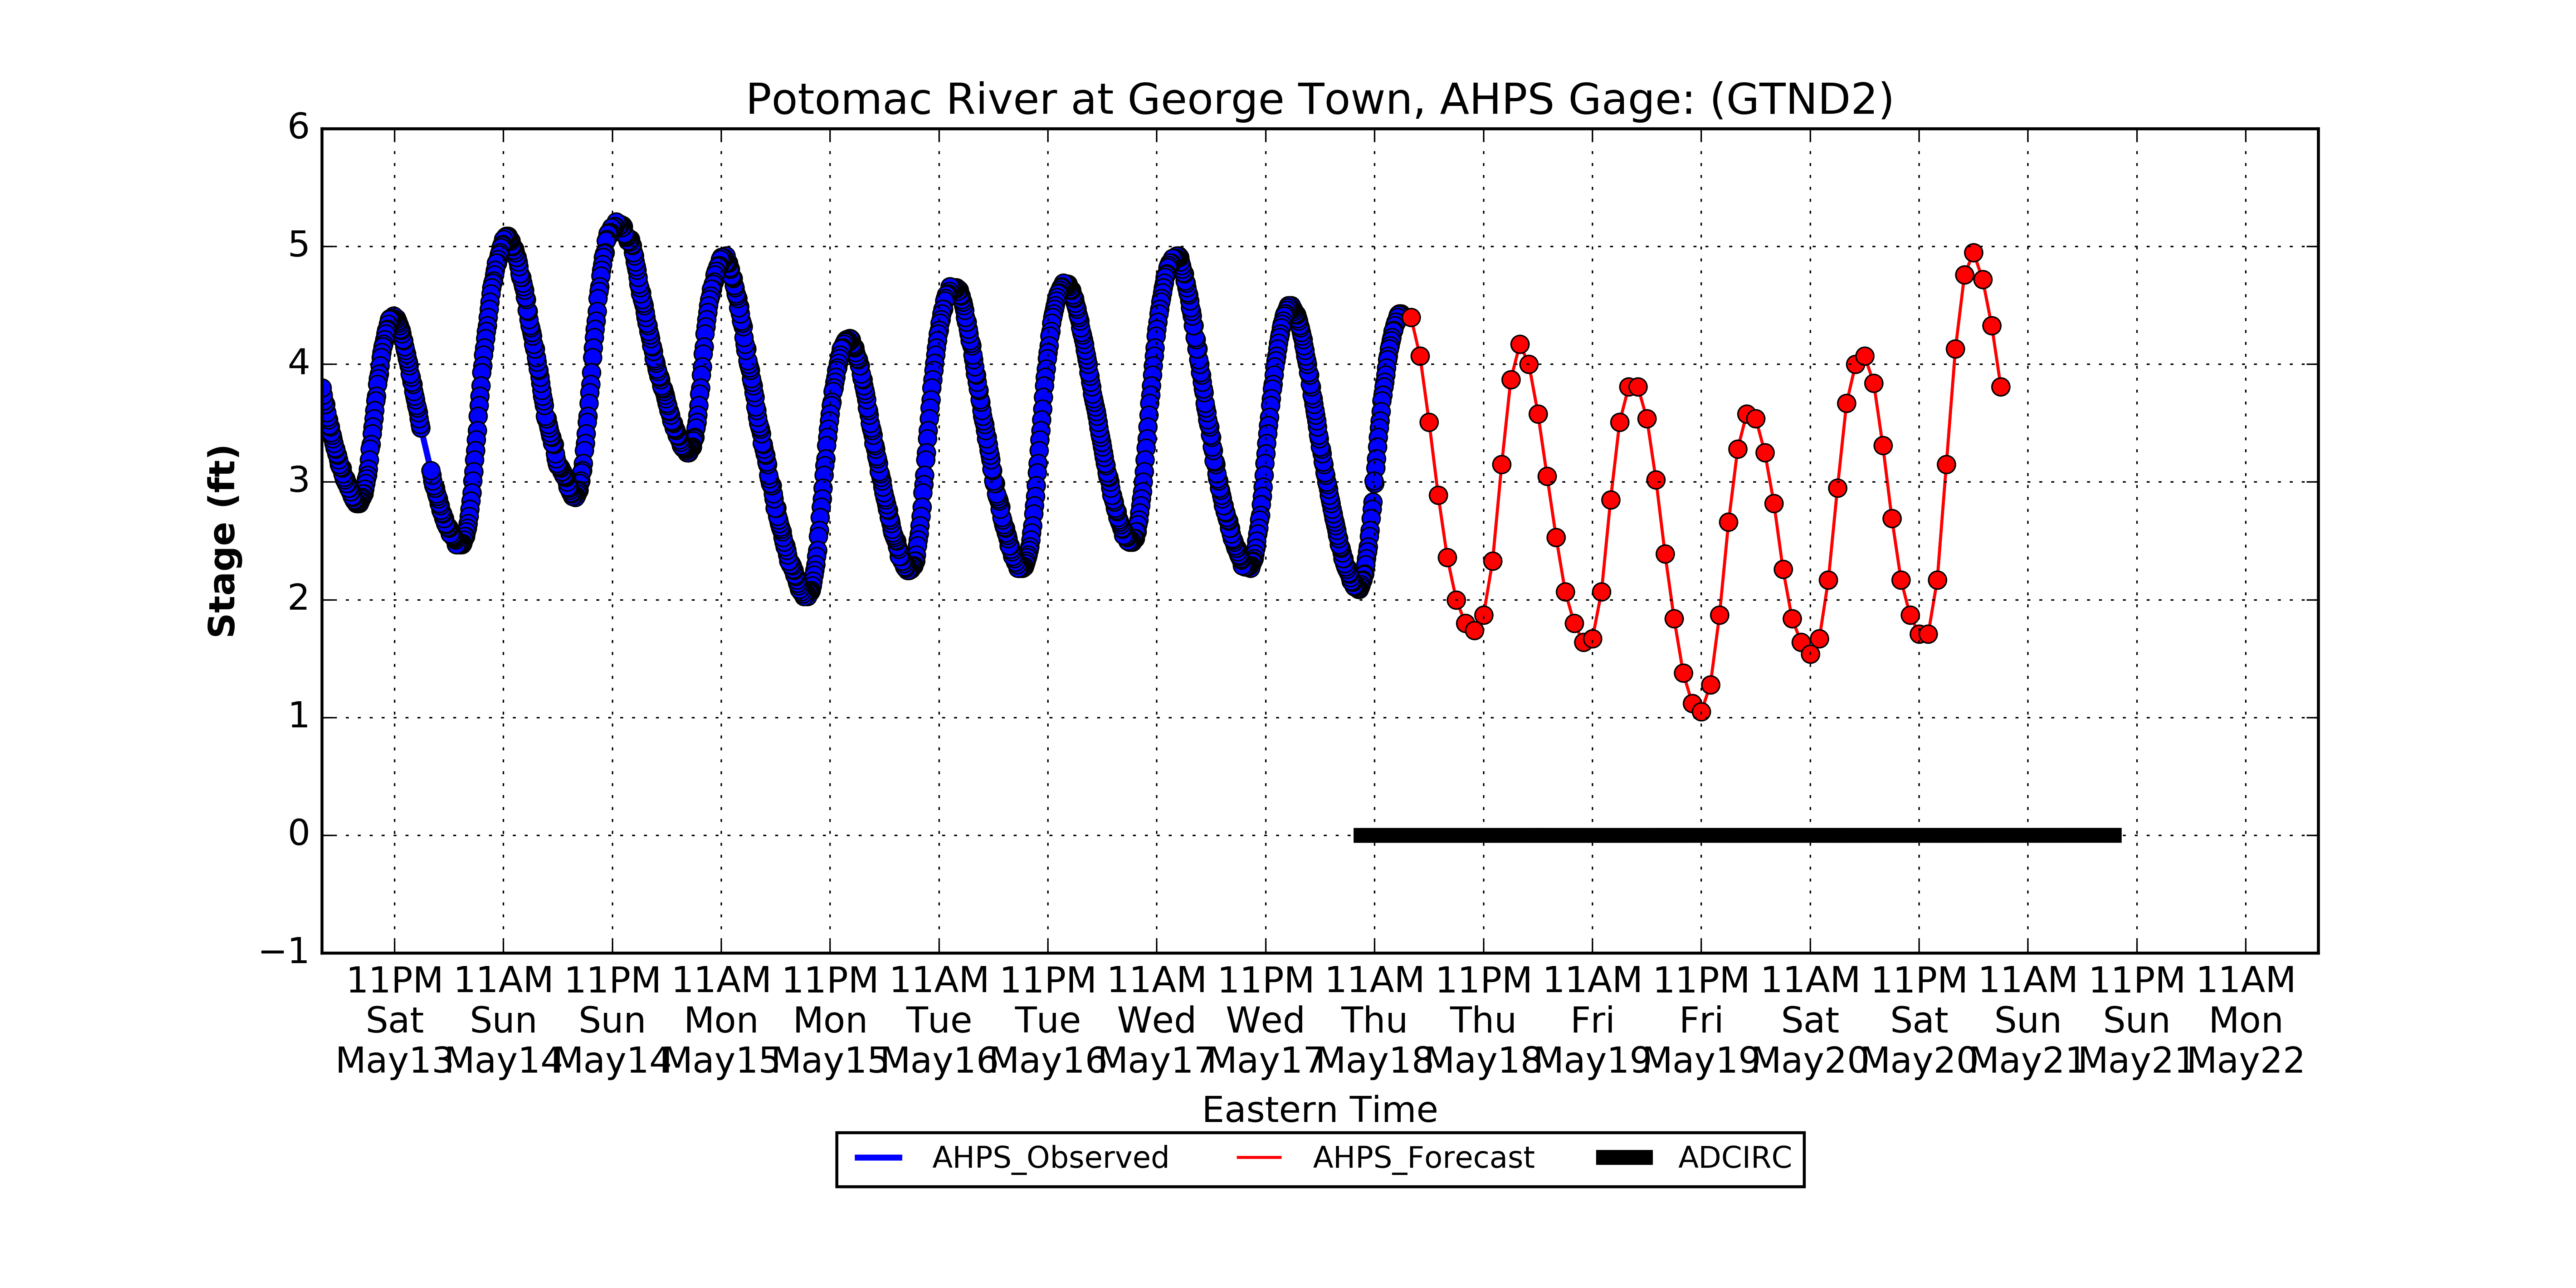 Potomac River at George Town, AHPS Gage: (GTND2)
6
5
4
3
2
1
0
−1
Stage (ft)
11PM 11AM 11PM 11AM 11PM 11AM 11PM 11AM 11PM 11AM 11PM 11AM 11PM 11AM 11PM 11AM 11PM 11AM
Sat Sun Sun Mon Mon Tue Tue Wed Wed Thu Thu Fri Fri Sat Sat Sun Sun Mon
May13 May14 May14 May15 May15 May16 May16 May17 May17 May18 May18 May19 May19 May20 May20 May21 May21 May22
Eastern Time
AHPS_Observed AHPS_Forecast ADCIRC